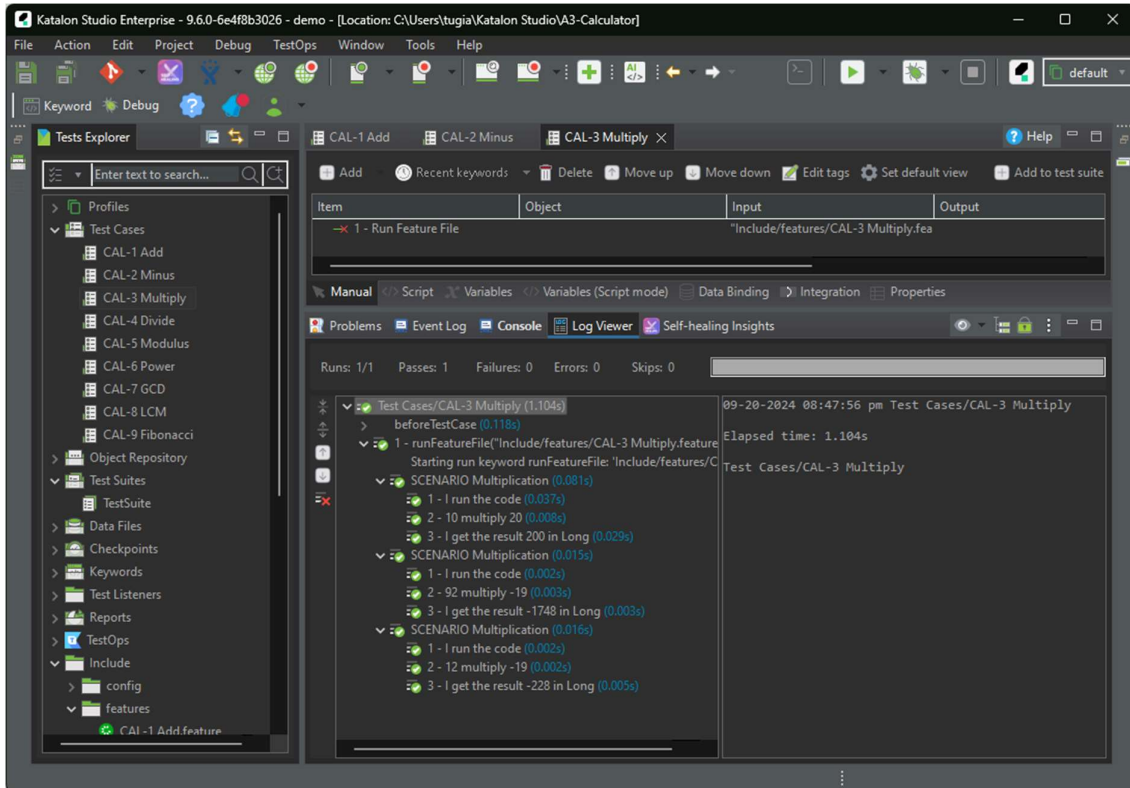 Katalon Studio Enterprise - 9.6.0-6e4f8b3026 - demo - [Location: C:\Users\tugia\Katalon Studio\A3-Calculator]
File Action Edit Project Debug TestOps Window Tools Help
default
Keyword Debug
Tests Explorer
Enter text to search...
Profiles
Test Cases
CAL-1 Add
CAL-2 Minus
CAL-3 Multiply
CAL-4 Divide
CAL-5 Modulus
CAL-6 Power
CAL-7 GCD
CAL-8 LCM
CAL-9 Fibonacci
Object Repository
Test Suites
TestSuite
Data Files
Checkpoints
Keywords
Test Listeners
Reports
TestOps
Include
config
features
CAL-1 Add.feature
CAL-1 Add CAL-2 Minus CAL-3 Multiply Help
Add Recent keywords Delete Move up Move down Edit tags Set default view Add to test suite
Item Object Input Output
1 - Run Feature File "Include/features/CAL-3 Multiply.fea
Manual Script Variables Variables (Script mode) Data Binding Integration Properties
Problems Event Log Console Log Viewer Self-healing Insights
Runs: 1/1 Passes: 1 Failures: 0 Errors: 0 Skips: 0
Test Cases/CAL-3 Multiply (1.104s)
beforeTestCase (0.118s)
1 - runFeatureFile("Include/features/CAL-3 Multiply.feature
Starting run keyword runFeatureFile: 'Include/features/C
SCENARIO Multiplication (0.081s)
1 - I run the code (0.037s)
2 - 10 multiply 20 (0.008s)
3 - I get the result 200 in Long (0.029s)
SCENARIO Multiplication (0.015s)
1 - I run the code (0.002s)
2 - 92 multiply -19 (0.003s)
3 - I get the result -1748 in Long (0.003s)
SCENARIO Multiplication (0.016s)
1 - I run the code (0.002s)
2 - 12 multiply -19 (0.002s)
3 - I get the result -228 in Long (0.005s)
09-20-2024 08:47:56 pm Test Cases/CAL-3 Multiply
Elapsed time: 1.104s
Test Cases/CAL-3 Multiply